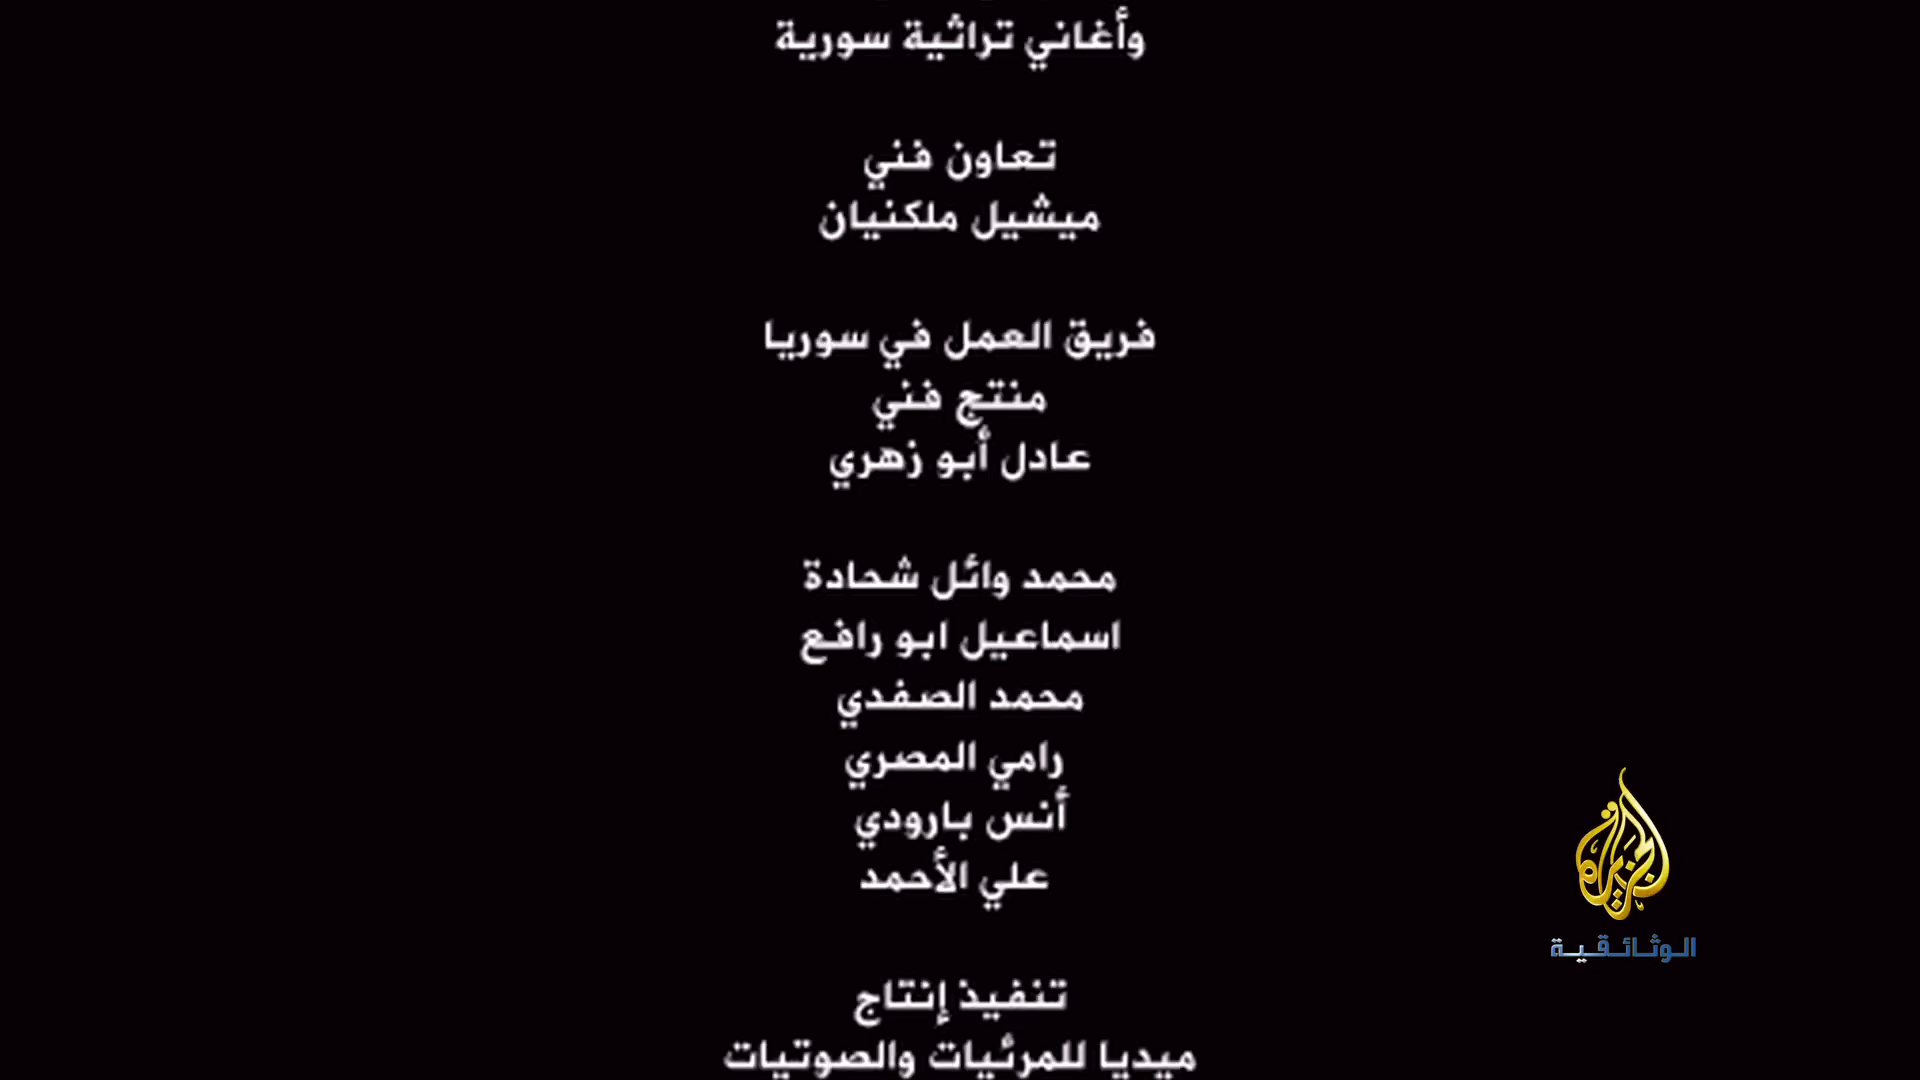 وأغاني تراثية سورية
تعاون فني
ميشيل ملكنيان
فريق العمل في سوريا
منتج فني
عادل أبو زهري
محمد وائل شحادة
اسماعيل ابو رافع
محمد الصفدي
رامي المصري
أنس بارودي
علي الأحمد
تنفيذ إنتاج
ميديا للمرئيات والصوتيات
الجزيرة
الوثائقية